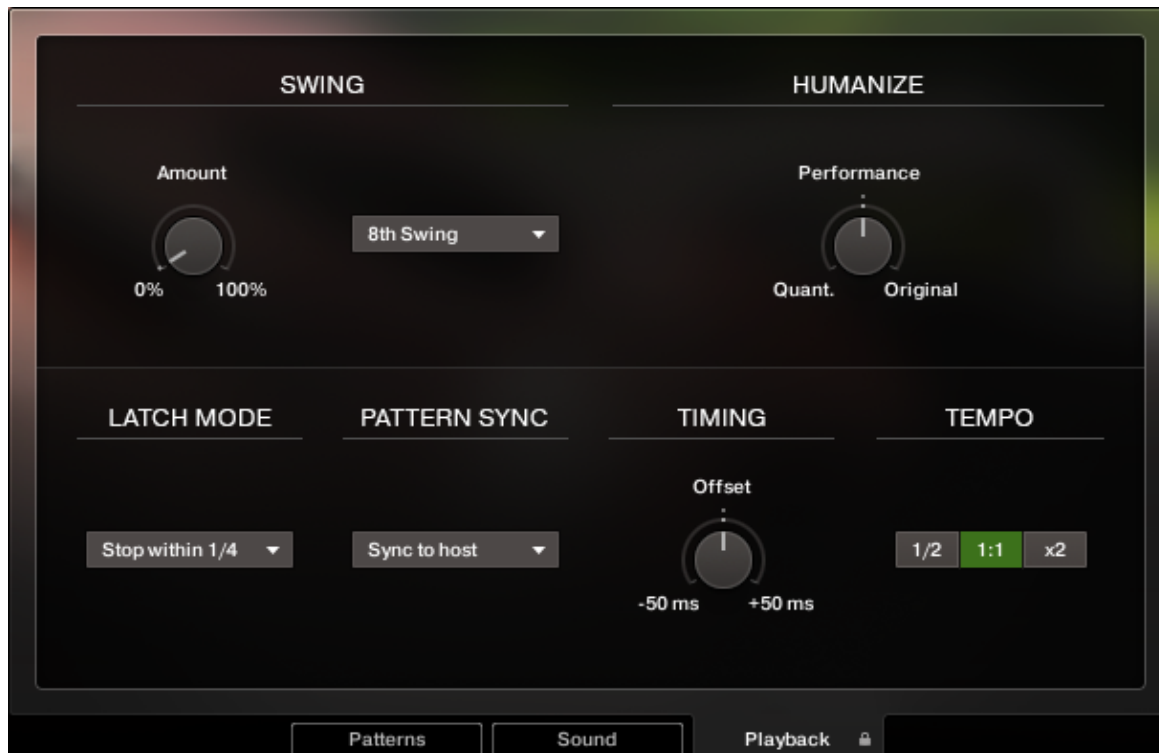 SWING
HUMANIZE
Amount
8th Swing
0% 100%
Performance
Quant. Original
LATCH MODE
PATTERN SYNC
TIMING
TEMPO
Stop within 1/4
Sync to host
Offset
-50 ms +50 ms
1/2 1:1 x2
Patterns Sound Playback